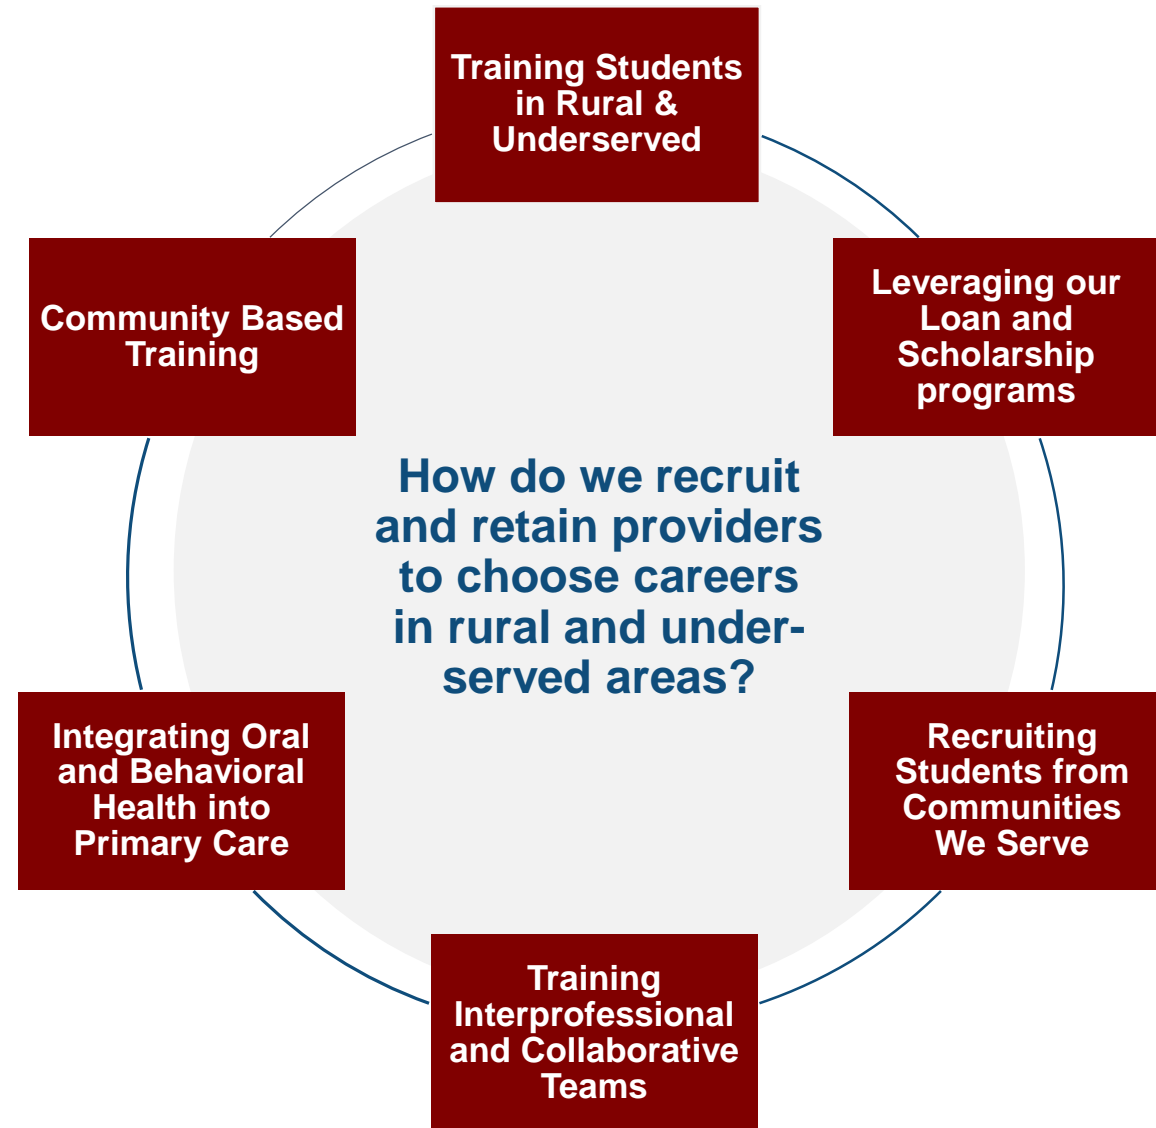 Training Students
in Rural &
Underserved
Leveraging our
Loan and
Scholarship
programs
Recruiting
Students from
Communities
We Serve
Training
Interprofessional
and Collaborative
Teams
Integrating Oral
and Behavioral
Health into
Primary Care
Community Based
Training
How do we recruit
and retain providers
to choose careers
in rural and under-
served areas?